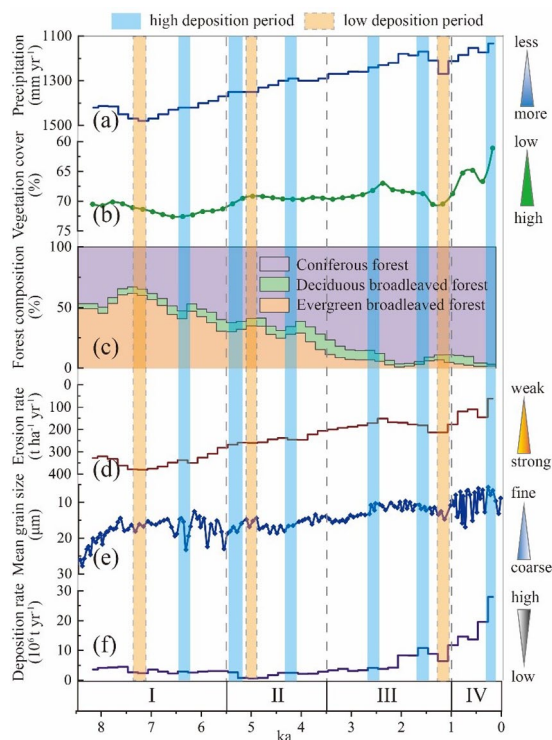 high deposition period low deposition period
Precipitation
(mm yr⁻¹)
1100
1300
1500
(a)
less
more
Vegetation cover
(%)
60
65
70
75
(b)
low
high
Forest composition
(%)
100
50
0
(c)
Coniferous forest
Deciduous broadleaved forest
Evergreen broadleaved forest
Erosion rate
(t ha⁻¹ yr⁻¹)
0
100
200
300
400
(d)
weak
strong
Mean grain size
(μm)
10
20
30
(e)
fine
coarse
Deposition rate
(10⁶ t yr⁻¹)
30
20
10
0
(f)
high
low
I II III IV
8 7 6 5 4 3 2 1 0
ka